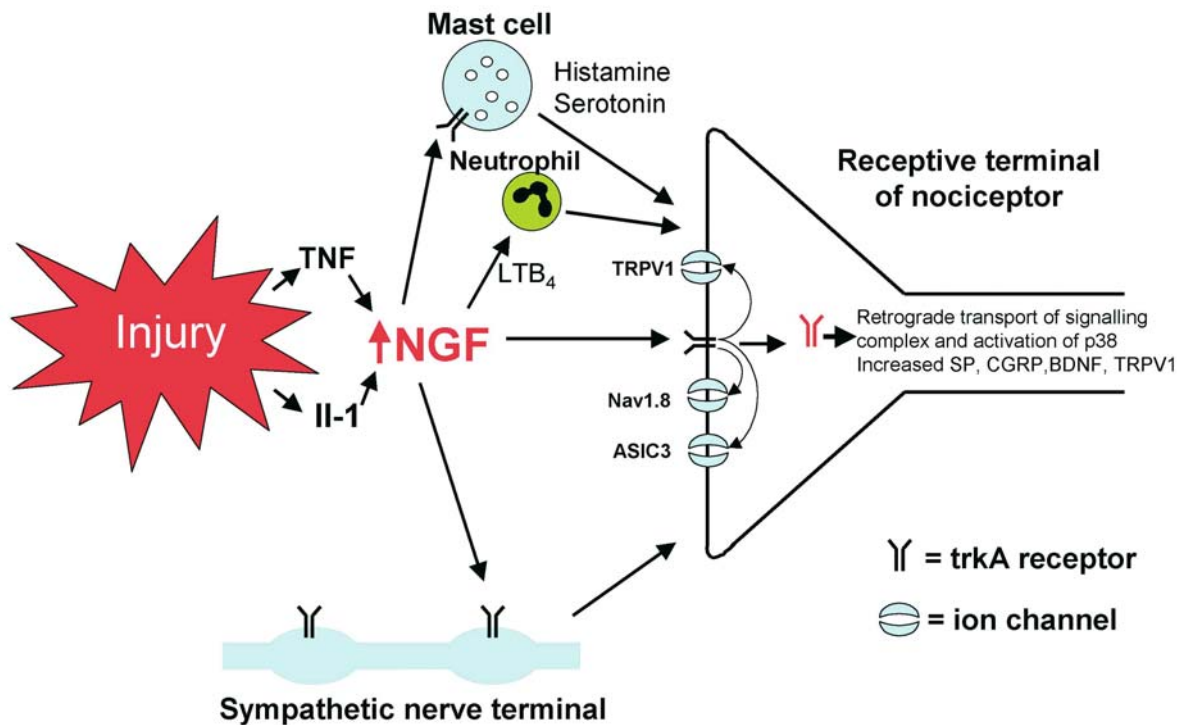 Mast cell
Histamine
Serotonin
Neutrophil
Receptive terminal
of nociceptor
TNF
LTB4
TRPV1
Injury
↑NGF
Retrograde transport of signalling
complex and activation of p38
Increased SP, CGRP,BDNF, TRPV1
Il-1
Nav1.8
ASIC3
= trkA receptor
= ion channel
Sympathetic nerve terminal